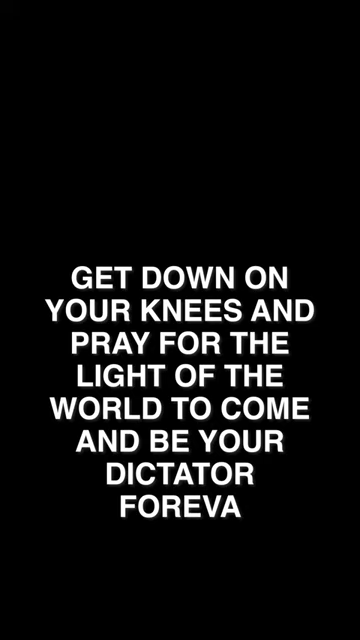 GET DOWN ON
YOUR KNEES AND
PRAY FOR THE
LIGHT OF THE
WORLD TO COME
AND BE YOUR
DICTATOR
FOREVA